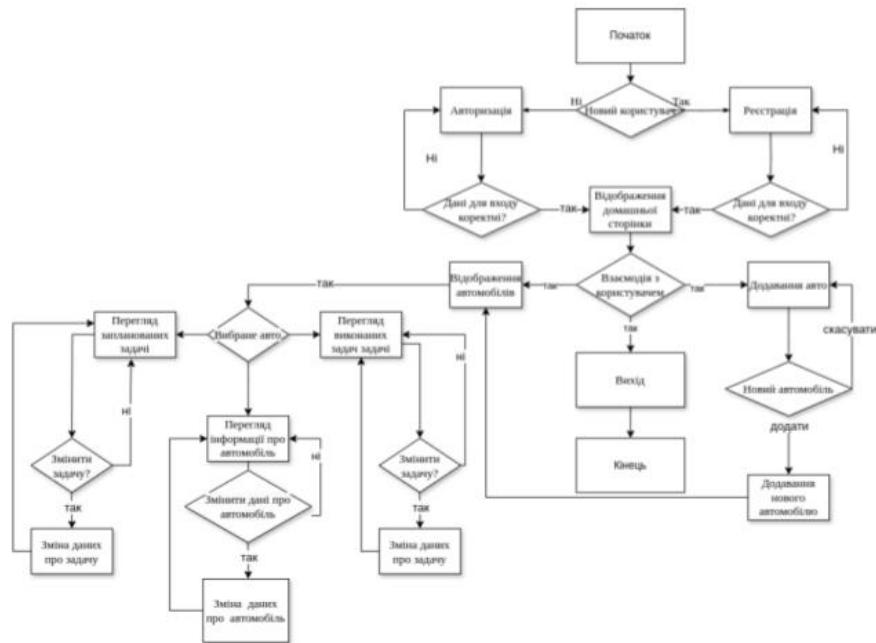 Початок
Ні
Новий користувач
Так
Авторизація
Реєстрація
Ні
Ні
Дані для входу
коректні?
так
Відображення
домашньої
сторінки
так
Дані для входу
коректні?
так
Відображення
автомобілів
так
Взаємодія з
користувачем
так
Додавання авто
так
скасувати
Перегляд
запланованих
задачі
Вибране авто
Перегляд
виконаних
задач задачі
ні
ні
Вихід
Новий автомобіль
додати
Змінити
задачу?
Перегляд
інформації про
автомобіль
ні
Змінити
задачу?
Кінець
Додавання
нового
автомобілю
так
Змінити дані про
автомобіль
так
Зміна даних
про задачу
так
Зміна даних
про задачу
Зміна даних
про автомобіль